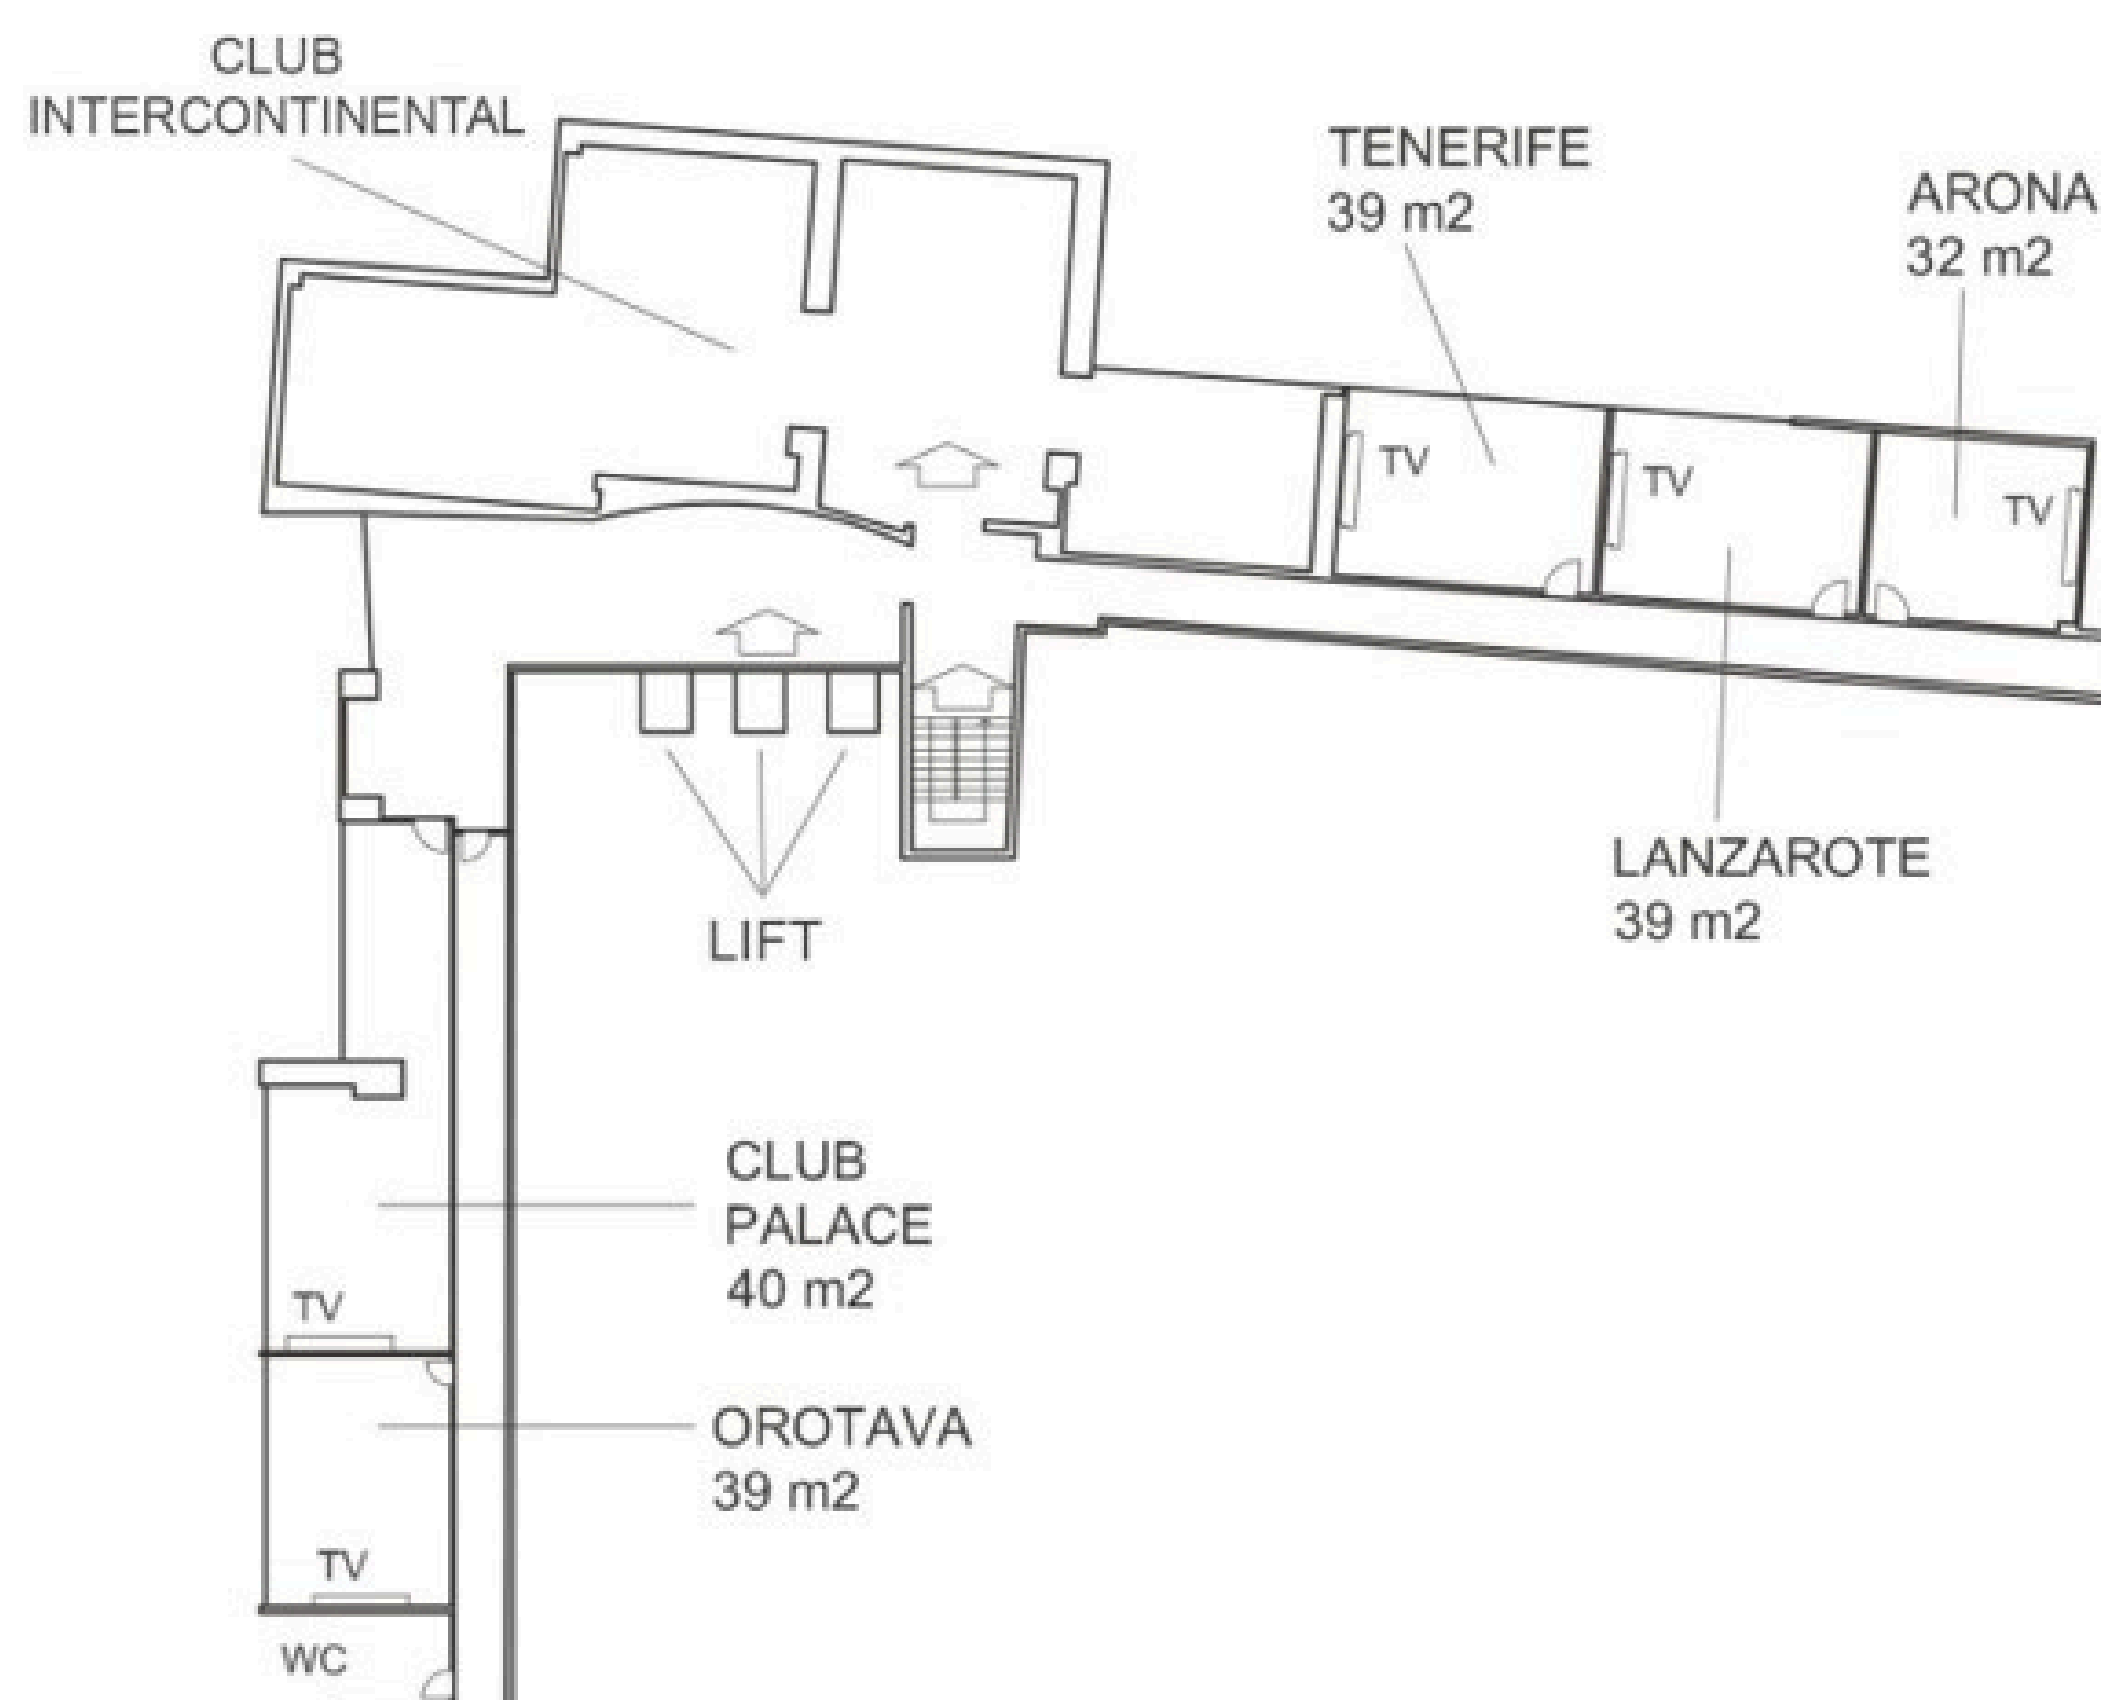 CLUB
INTERCONTINENTAL
TENERIFE
39 m2
ARONA
32 m2
TV
TV
TV
LANZAROTE
39 m2
LIFT
CLUB
PALACE
40 m2
TV
OROTAVA
39 m2
TV
WC